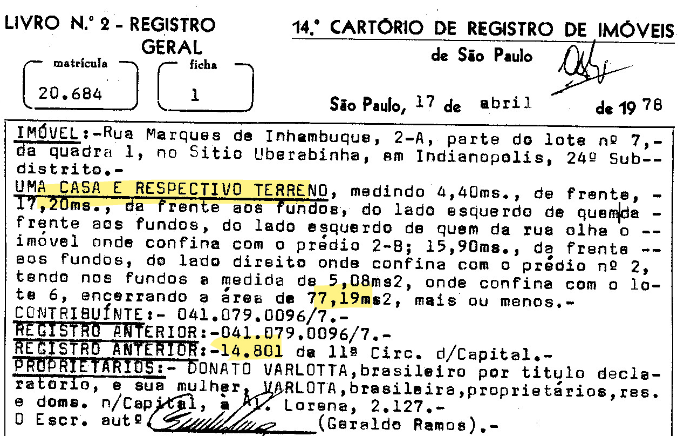 LIVRO N.º 2 - REGISTRO GERAL
14.º CARTÓRIO DE REGISTRO DE IMÓVEIS
de São Paulo
matrícula
20.684
ficha
1
São Paulo, 17 de abril de 1978
IMÓVEL:-Rua Marques de Inhambuque, 2-A, parte do lote nº 7,-
da quadra 1, no Sitio Uberabinha, em Indianopolis, 24º Sub--
distrito.-
UMA CASA E RESPECTIVO TERRENO, medindo 4,40ms., de frente, -
17,20ms., da frente aos fundos, do lado esquerdo de quem da -
frente aos fundos, do lado esquerdo de quem da rua olha o --
imóvel onde confina com o prédio 2-B; 15,90ms., da frente --
aos fundos, do lado direito onde confina com o prédio nº 2,
tendo nos fundos a medida de 5,08ms2, onde confina com o lo-
te 6, encerrando a área de 77,19ms2, mais ou menos.-
CONTRIBUÍNTE:- 041.079.0096/7.-
REGISTRO ANTERIOR:-041.079.0096/7.-
REGISTRO ANTERIOR:-14.801 da 11ª Circ. d/Capital.-
PROPRIETÁRIOS:- DONATO VARLOTTA,brasileiro por titulo decla-
ratório, e sua mulher, VARLOTA,brasileira,proprietários,res.
e doms. n/Capital, à Al. Lorena, 2.127.-
O Escr. autº (Geraldo Ramos).-